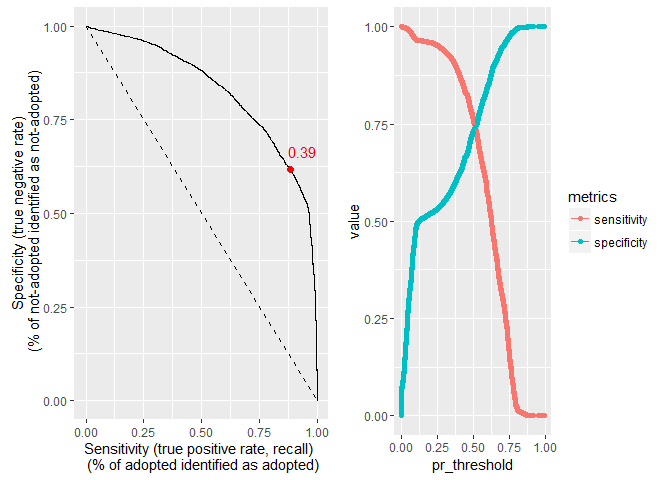 Specificity (true negative rate)
(% of not-adopted identified as not-adopted)
1.00
0.75
0.50
0.25
0.00
0.39
0.00 0.25 0.50 0.75 1.00
Sensitivity (true positive rate, recall)
(% of adopted identified as adopted)
value
1.00
0.75
0.50
0.25
0.00
0.00 0.25 0.50 0.75 1.00
pr_threshold
metrics
sensitivity
specificity